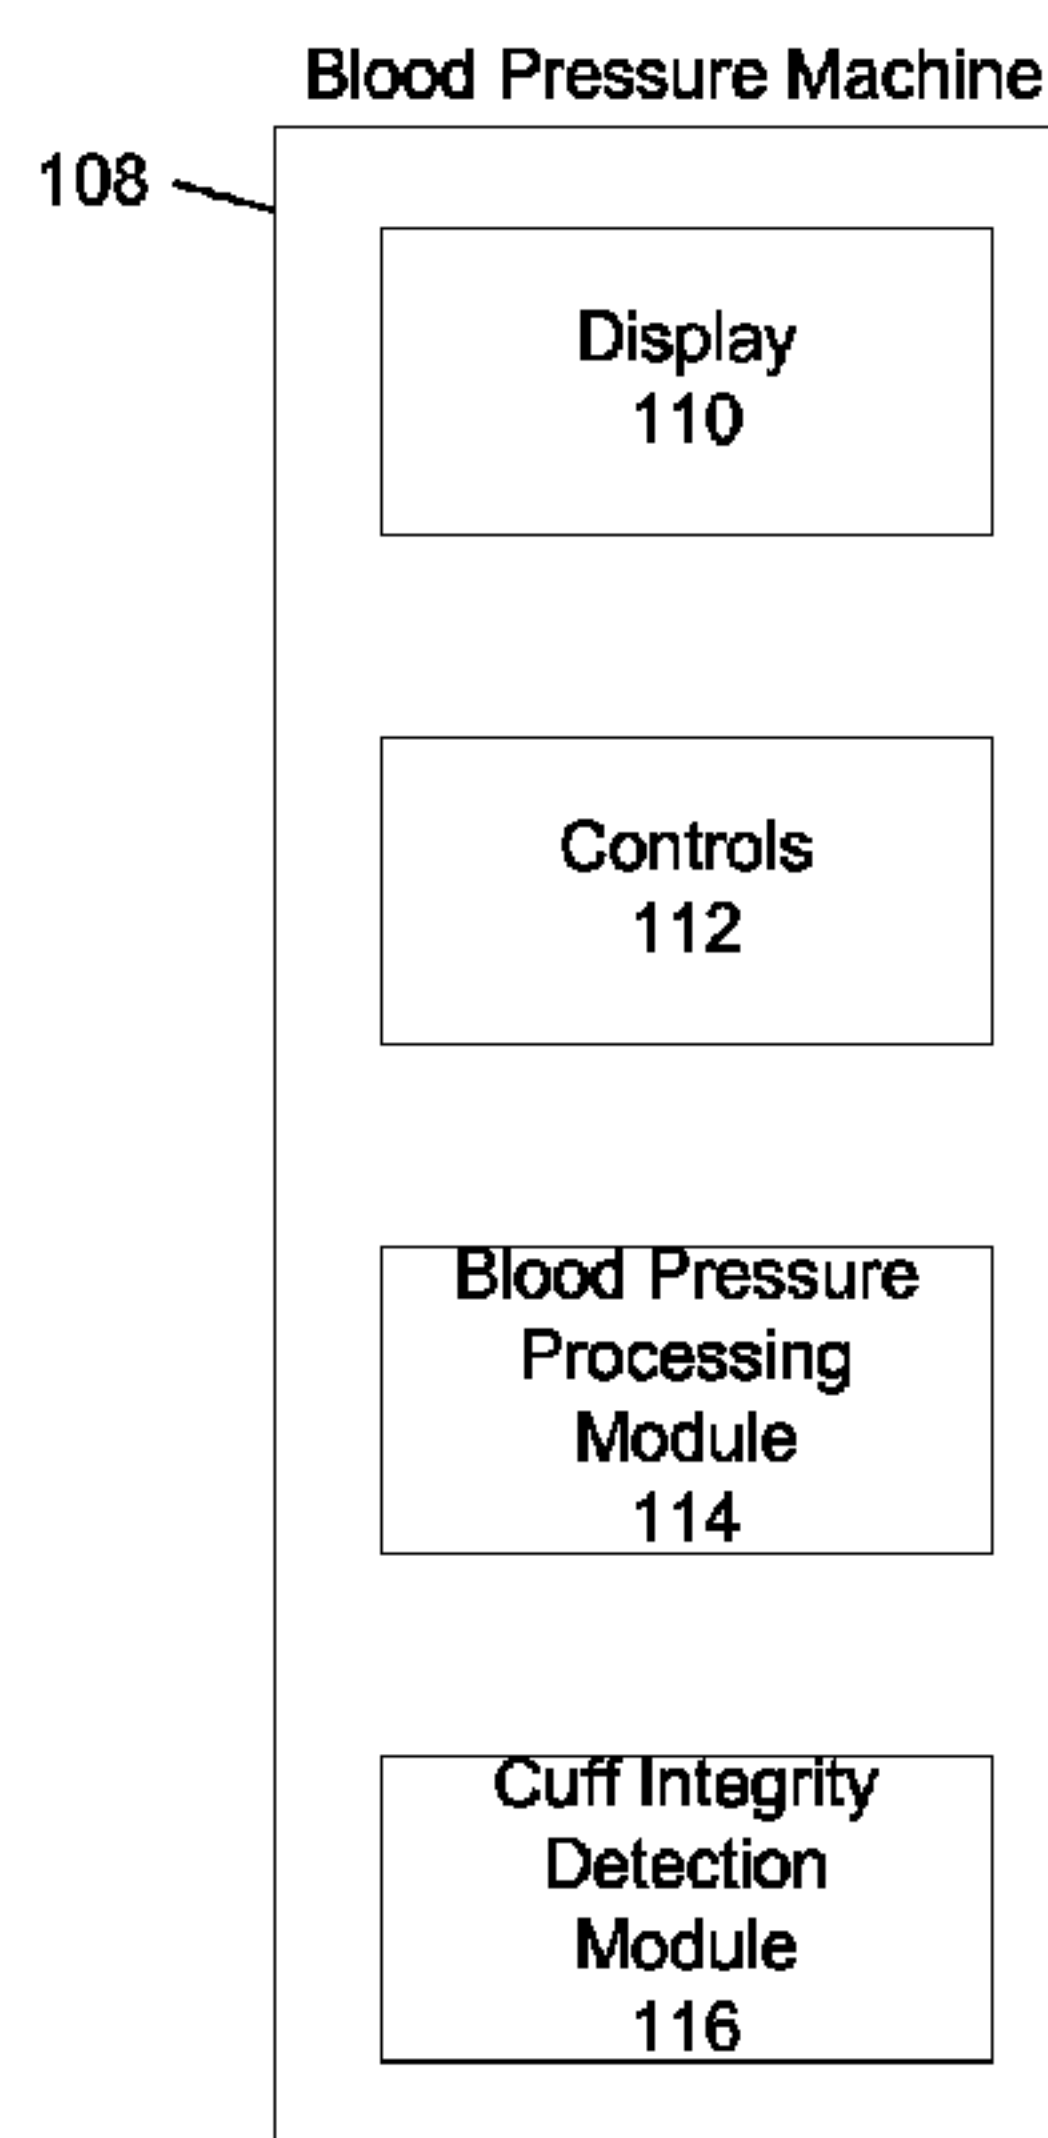 Blood Pressure Machine
108
Display
110
Controls
112
Blood Pressure
Processing
Module
114
Cuff Integrity
Detection
Module
116